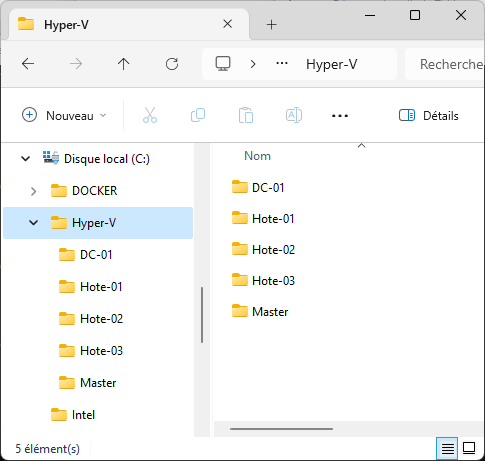 Hyper-V
Hyper-V
Recherche
Nouveau
Détails
Disque local (C:)
DOCKER
Hyper-V
DC-01
Hote-01
Hote-02
Hote-03
Master
Intel
Nom
DC-01
Hote-01
Hote-02
Hote-03
Master
5 élément(s)